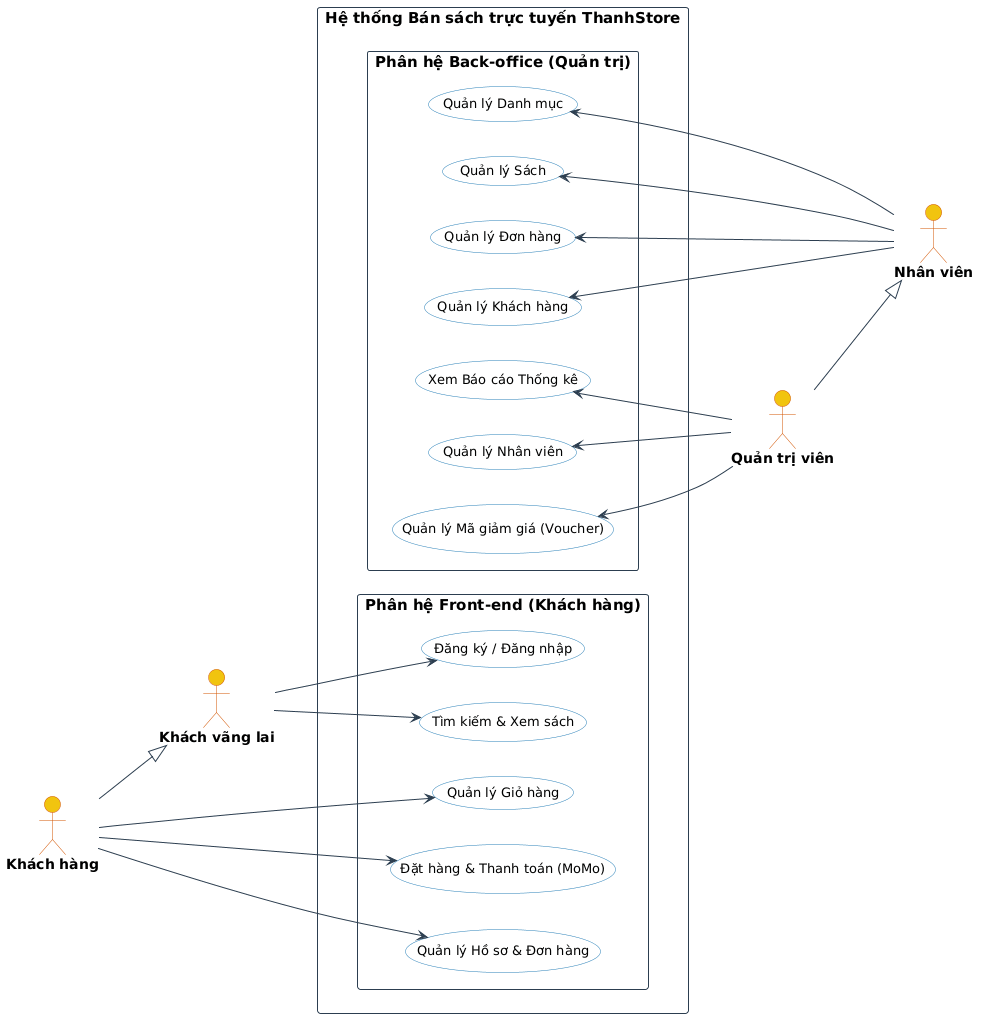 Hệ thống Bán sách trực tuyến ThanhStore
Phân hệ Back-office (Quản trị)
Quản lý Danh mục
Quản lý Sách
Quản lý Đơn hàng
Quản lý Khách hàng
Xem Báo cáo Thống kê
Quản lý Nhân viên
Quản lý Mã giảm giá (Voucher)
Nhân viên
Quản trị viên
Phân hệ Front-end (Khách hàng)
Đăng ký / Đăng nhập
Tìm kiếm & Xem sách
Quản lý Giỏ hàng
Đặt hàng & Thanh toán (MoMo)
Quản lý Hồ sơ & Đơn hàng
Khách vãng lai
Khách hàng